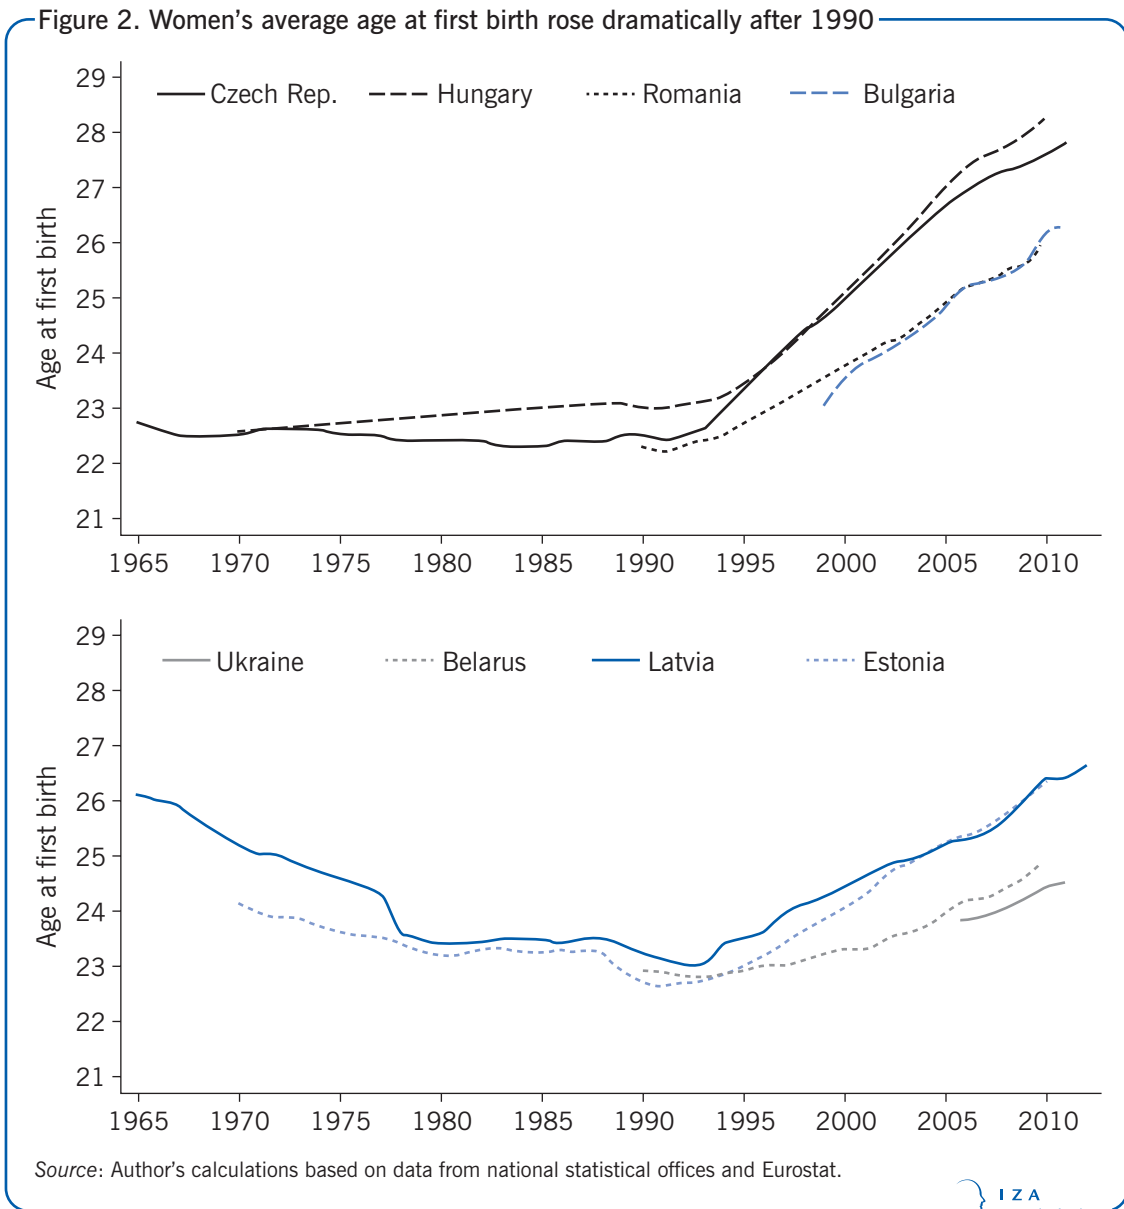 Figure 2. Women’s average age at first birth rose dramatically after 1990
29
28
27
26
25
24
23
22
21
Age at first birth
Czech Rep. Hungary Romania Bulgaria
1965 1970 1975 1980 1985 1990 1995 2000 2005 2010
29
28
27
26
25
24
23
22
21
Age at first birth
Ukraine Belarus Latvia Estonia
1965 1970 1975 1980 1985 1990 1995 2000 2005 2010
Source: Author’s calculations based on data from national statistical offices and Eurostat.
IZA